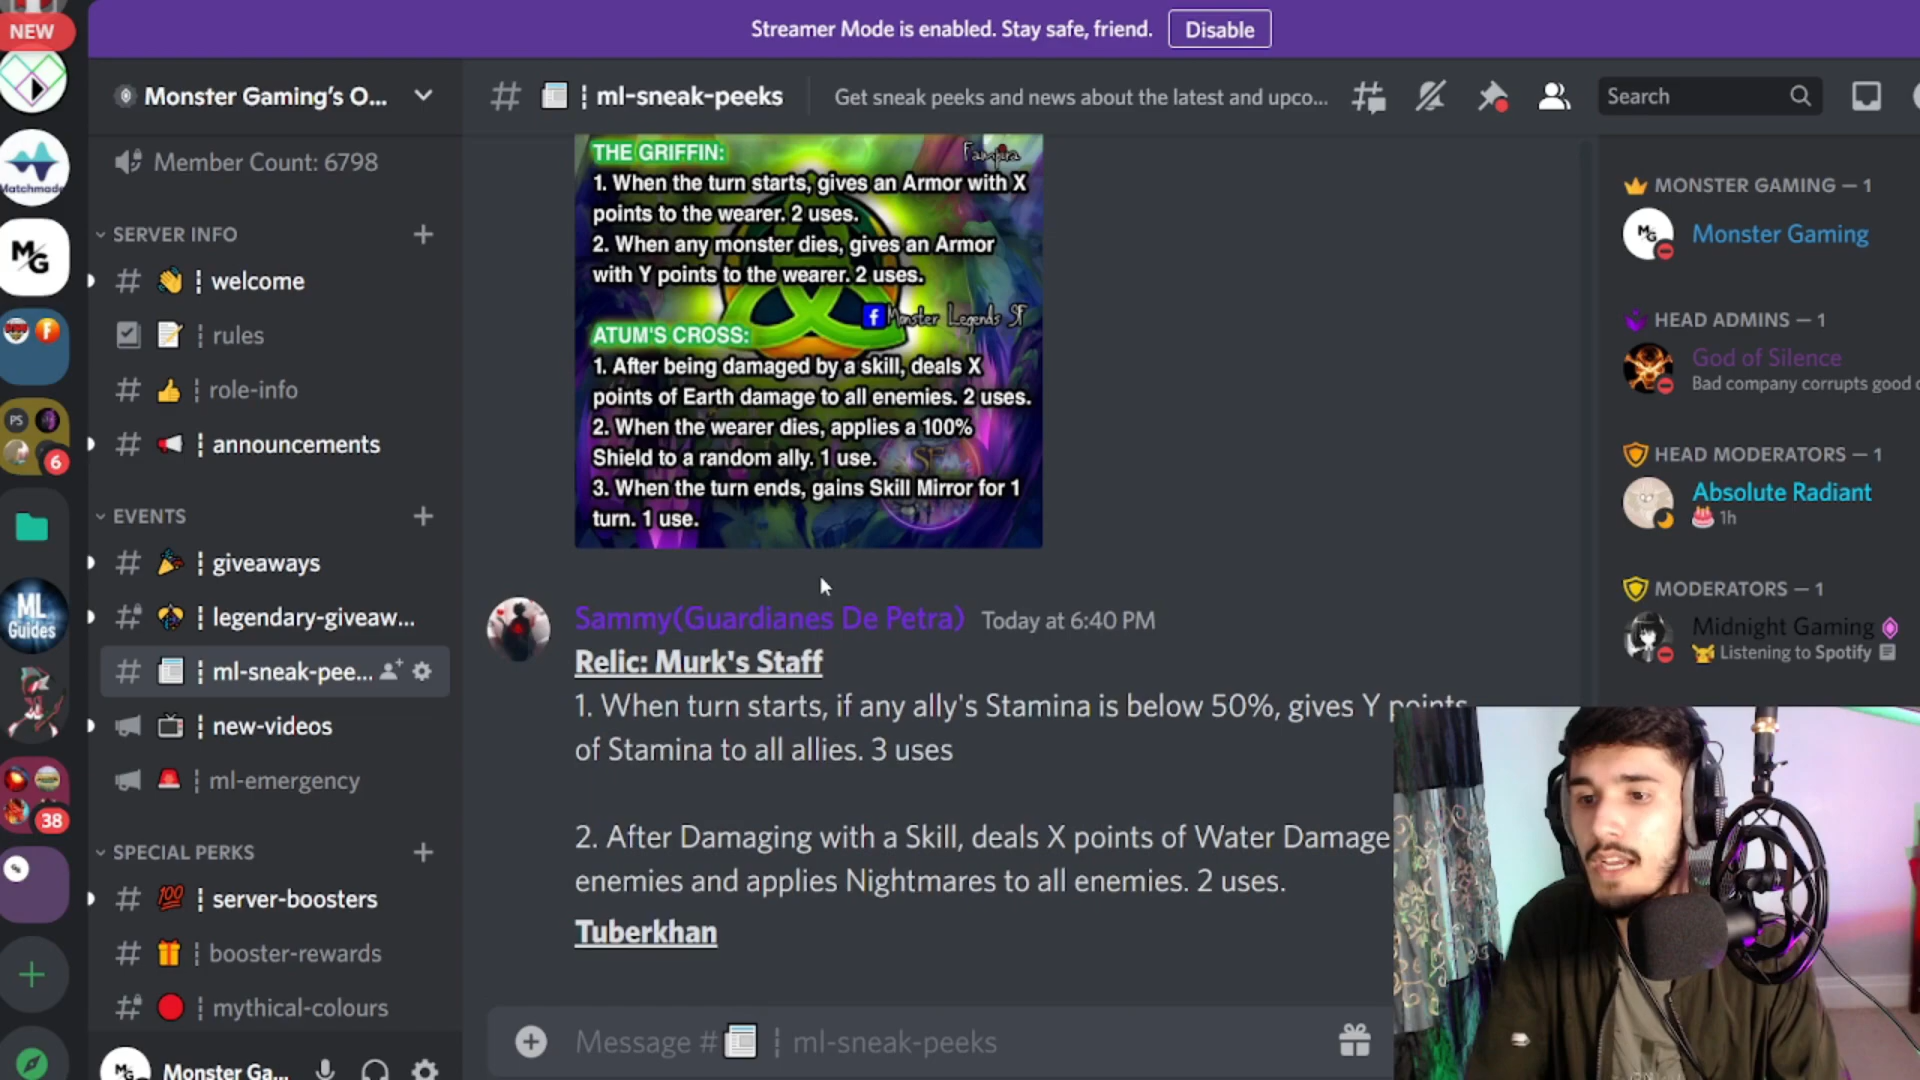 Streamer Mode is enabled. Stay safe, friend.
Disable
NEW
Matchmade
M/G
PS
6
ML
Guides
38
Monster Gaming's O...
Member Count: 6798
SERVER INFO
welcome
rules
role-info
announcements
EVENTS
giveaways
legendary-giveaw...
ml-sneak-pee...
new-videos
ml-emergency
SPECIAL PERKS
100
server-boosters
booster-rewards
mythical-colours
Monster Ga...
ml-sneak-peeks
Get sneak peeks and news about the latest and upco...
Search
THE GRIFFIN:
Fampira
1. When the turn starts, gives an Armor with X
points to the wearer. 2 uses.
2. When any monster dies, gives an Armor
with Y points to the wearer. 2 uses.
Monster Legends SF
ATUM'S CROSS:
1. After being damaged by a skill, deals X
points of Earth damage to all enemies. 2 uses.
2. When the wearer dies, applies a 100%
Shield to a random ally. 1 use.
3. When the turn ends, gains Skill Mirror for 1
turn. 1 use.
SF
Sammy(Guardianes De Petra) Today at 6:40 PM
Relic: Murk's Staff
1. When turn starts, if any ally's Stamina is below 50%, gives Y points
of Stamina to all allies. 3 uses
2. After Damaging with a Skill, deals X points of Water Damage
enemies and applies Nightmares to all enemies. 2 uses.
Tuberkhan
Message # ml-sneak-peeks
MONSTER GAMING — 1
M/G
Monster Gaming
HEAD ADMINS — 1
God of Silence
Bad company corrupts good
HEAD MODERATORS — 1
Absolute Radiant
1h
MODERATORS — 1
Midnight Gaming
Listening to Spotify